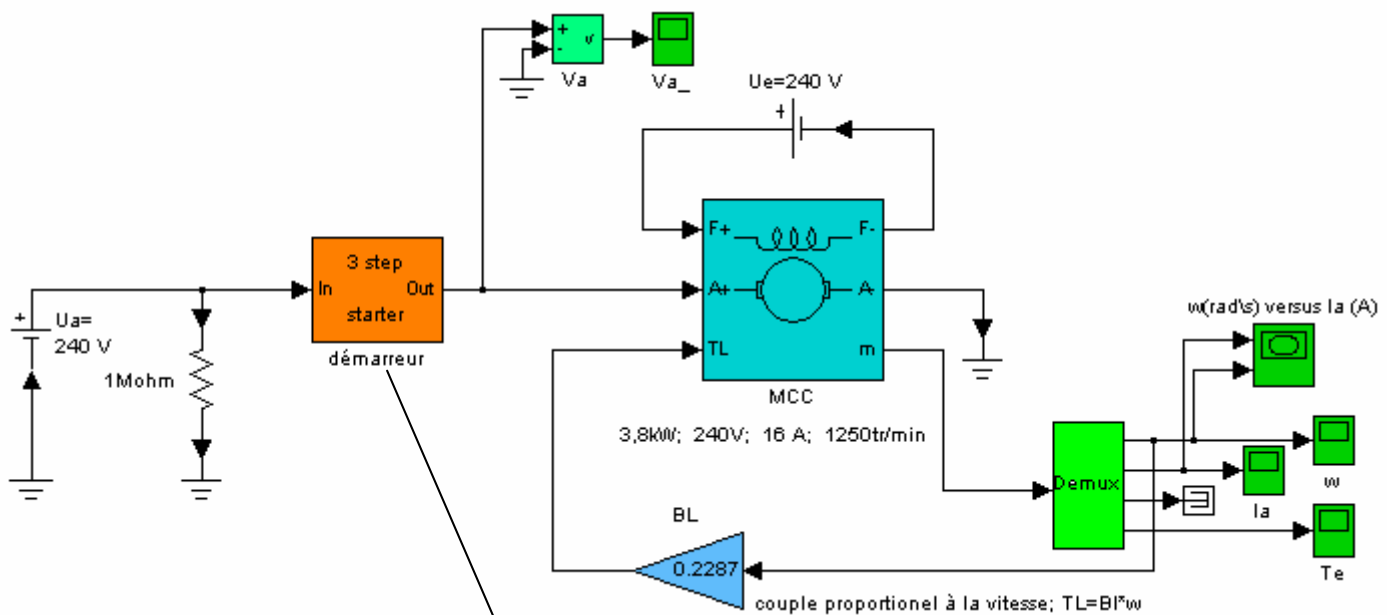 +
-
v
Va
Va_
Ue=240 V
+
3 step
In
Out
starter
démarreur
+
Ua=
240 V
1Mohm
F+
F-
A+
A-
TL
m
MCC
3,8kW; 240V; 16 A; 1250tr/min
w(rad\s) versus Ia (A)
Demux
w
Ia
Te
BL
0.2287
couple proportionel à la vitesse; TL=Bl*w